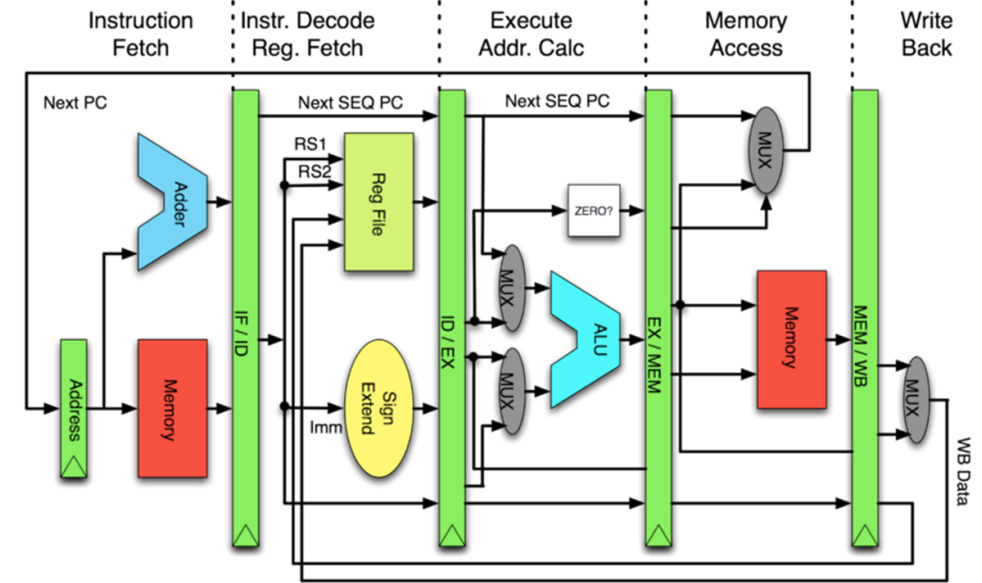 Instruction
Fetch
Instr. Decode
Reg. Fetch
Execute
Addr. Calc
Memory
Access
Write
Back
Next PC
Next SEQ PC
Next SEQ PC
RS1
RS2
Reg File
Adder
MUX
ZERO?
MUX
IF / ID
ID / EX
ALU
EX / MEM
Memory
MEM / WB
Address
Memory
Sign
Extend
Imm
MUX
MUX
WB Data